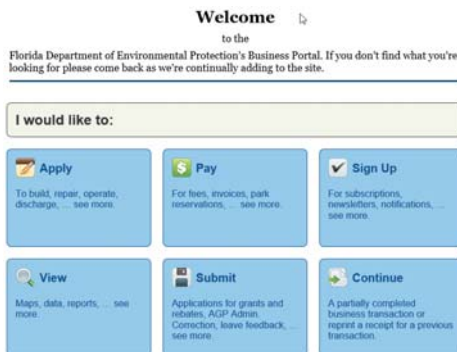 Welcome
to the
Florida Department of Environmental Protection's Business Portal. If you don't find what you're
looking for please come back as we're continually adding to the site.
I would like to:
Apply
To build, repair, operate,
discharge, ... see more.
Pay
For fees, invoices, park
reservations, ... see more.
Sign Up
For subscriptions,
newsletters, notifications, ...
see more.
View
Maps, data, reports, ... see
more.
Submit
Applications for grants and
rebates, AGP Admin.
Correction, leave feedback, ...
see more.
Continue
A partially completed
business transaction or
reprint a receipt for a previous
transaction.